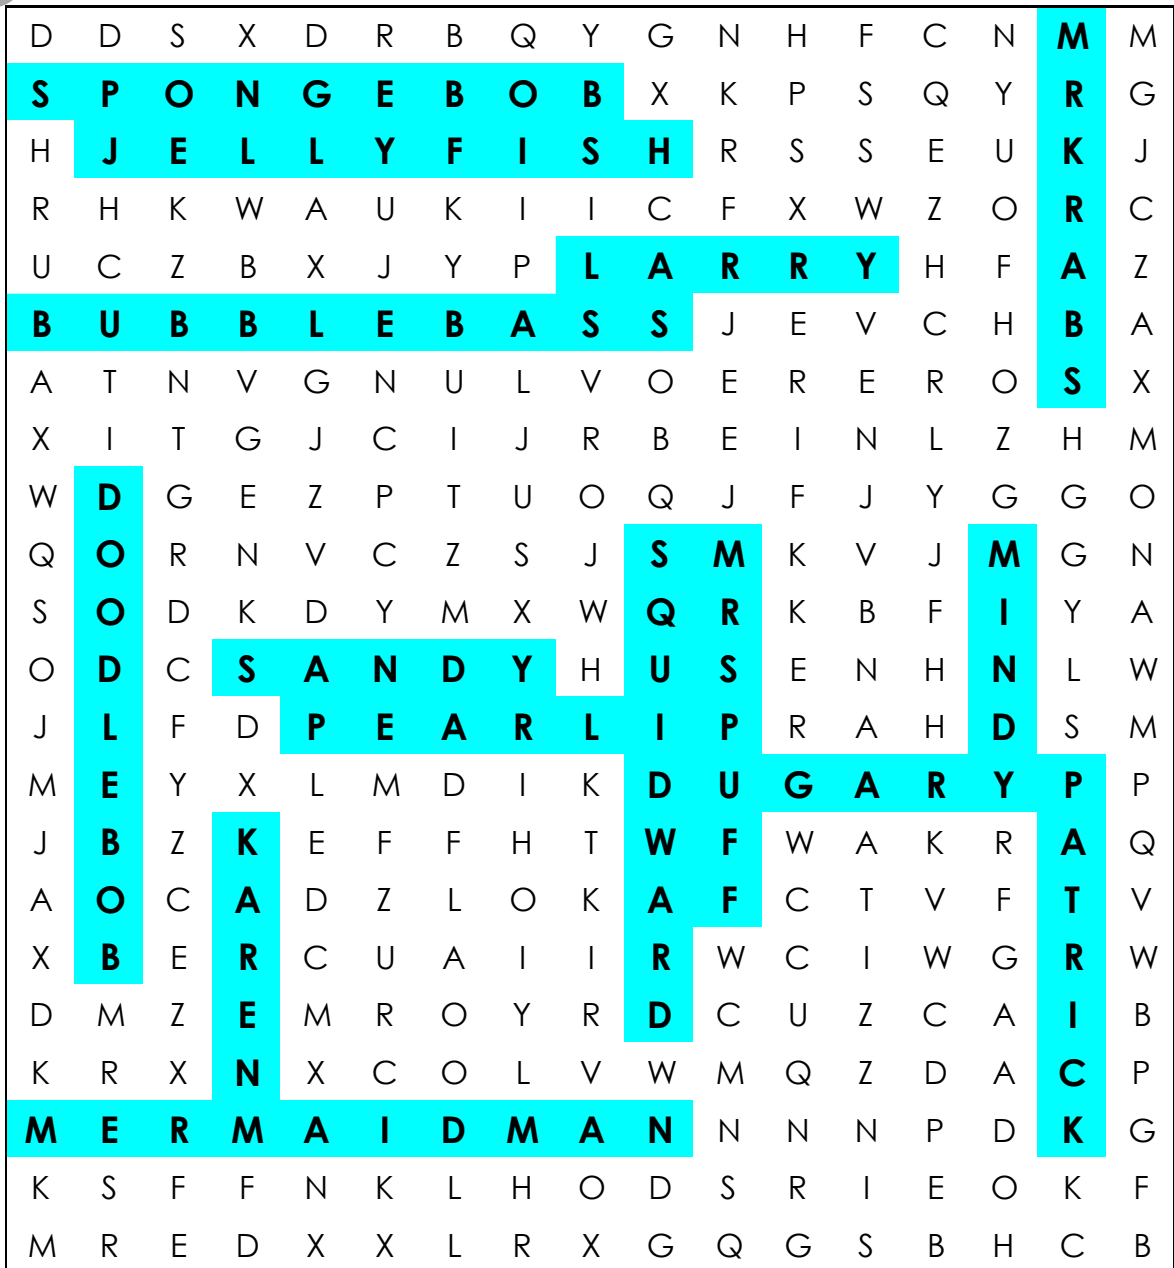 D D S X D R B Q Y G N H F C N M M
S P O N G E B O B X K P S Q Y R G
H J E L L Y F I S H R S S E U K J
R H K W A U K I I C F X W Z O R C
U C Z B X J Y P L A R R Y H F A Z
B U B B L E B A S S J E V C H B A
A T N V G N U L V O E R E R O S X
X I T G J C I J R B E I N L Z H M
W D G E Z P T U O Q J F J Y G G O
Q O R N V C Z S J S M K V J M G N
S O D K D Y M X W Q R K B F I Y A
O D C S A N D Y H U S E N H N L W
J L F D P E A R L I P R A H D S M
M E Y X L M D I K D U G A R Y P P
J B Z K E F F H T W F W A K R A Q
A O C A D Z L O K A F C T V F T V
X B E R C U A I I R W C I W G R W
D M Z E M R O Y R D C U Z C A I B
K R X N X C O L V W M Q Z D A C P
M E R M A I D M A N N N N P D K G
K S F F N K L H O D S R I E O K F
M R E D X X L R X G Q G S B H C B